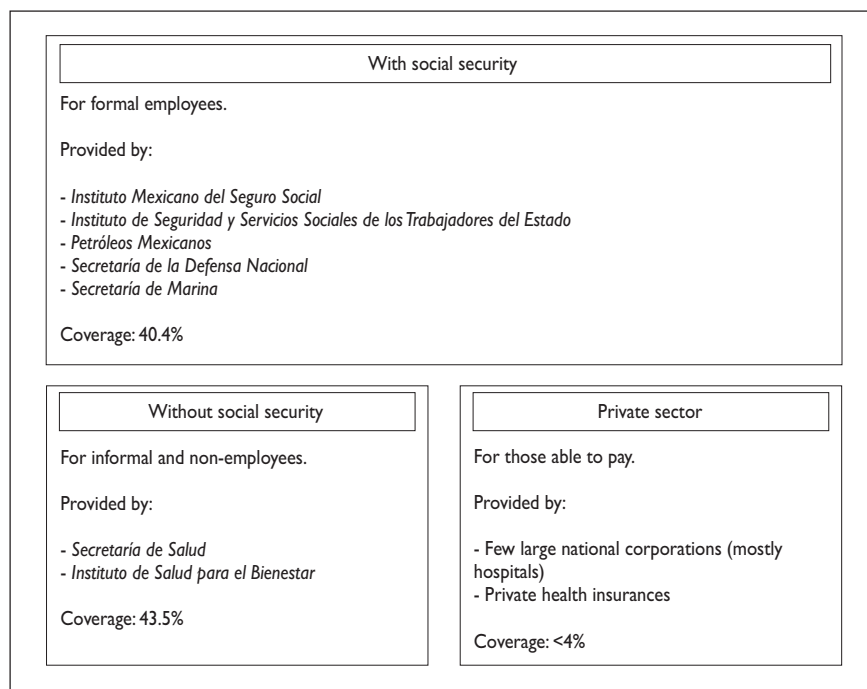 With social security
For formal employees.
Provided by:
- Instituto Mexicano del Seguro Social
- Instituto de Seguridad y Servicios Sociales de los Trabajadores del Estado
- Petróleos Mexicanos
- Secretaría de la Defensa Nacional
- Secretaría de Marina
Coverage: 40.4%
Without social security
For informal and non-employees.
Provided by:
- Secretaría de Salud
- Instituto de Salud para el Bienestar
Coverage: 43.5%
Private sector
For those able to pay.
Provided by:
- Few large national corporations (mostly
hospitals)
- Private health insurances
Coverage: <4%